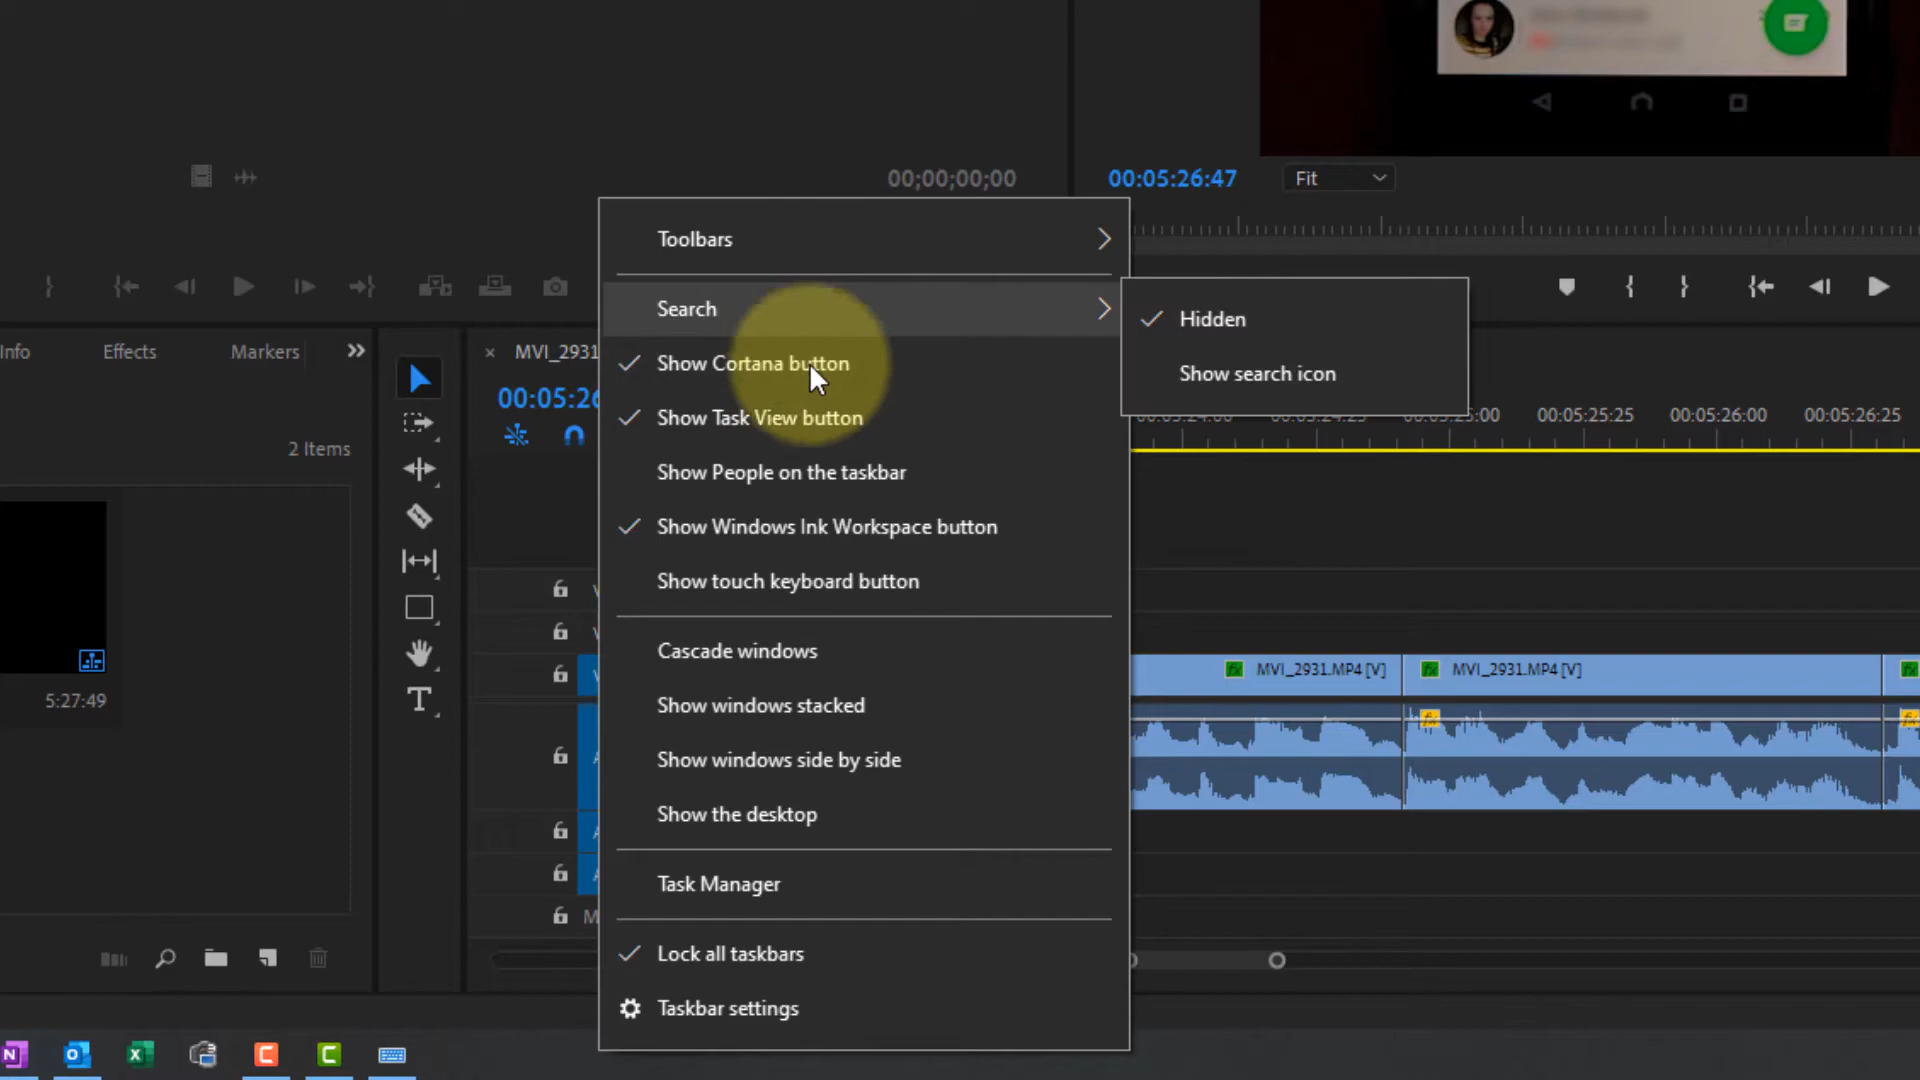 00;00;00;00
00:05:26:47
Fit
Toolbars
Search
Hidden
Show search icon
Show Cortana button
Show Task View button
Show People on the taskbar
Show Windows Ink Workspace button
Show touch keyboard button
Cascade windows
Show windows stacked
Show windows side by side
Show the desktop
Task Manager
Lock all taskbars
Taskbar settings
Info
Effects
Markers
MVI_2931
00:05:26
2 Items
5:27:49
00:05:25:25
00:05:26:00
00:05:26:25
MVI_2931.MP4 [V]
MVI_2931.MP4 [V]